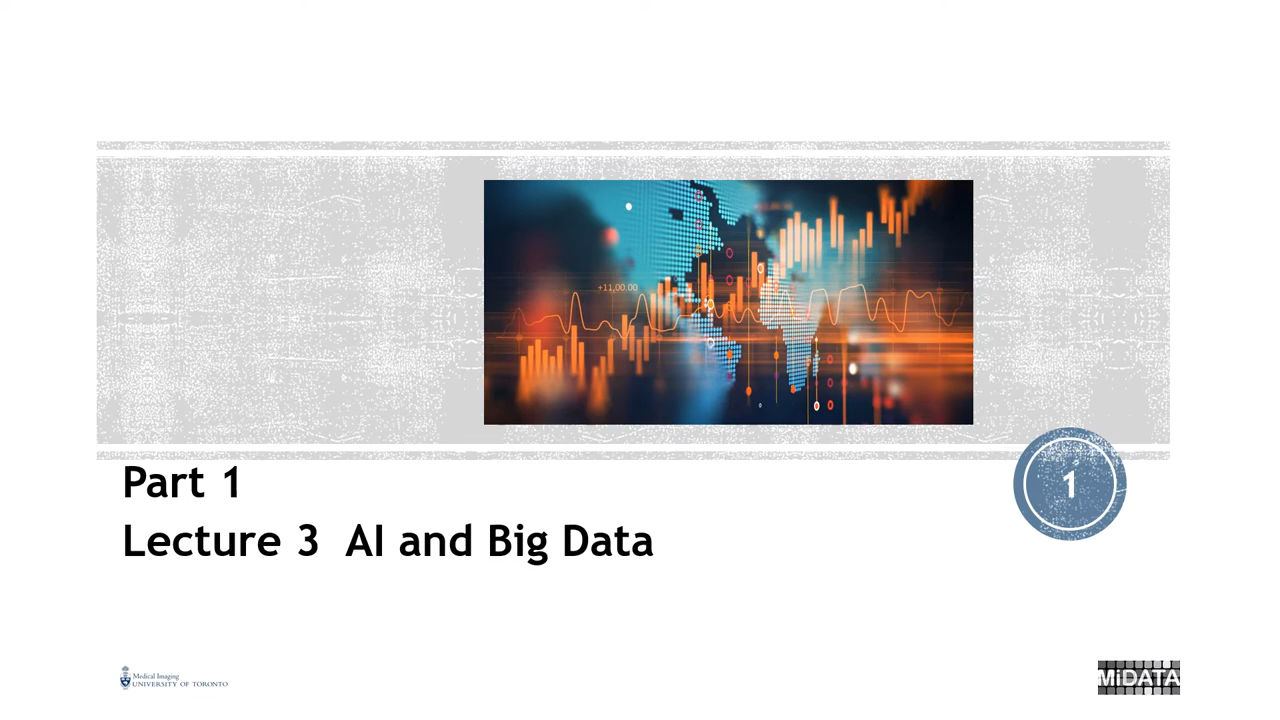 +11,00.00
1
Part 1
Lecture 3 AI and Big Data
Medical Imaging
UNIVERSITY OF TORONTO
MiDATA